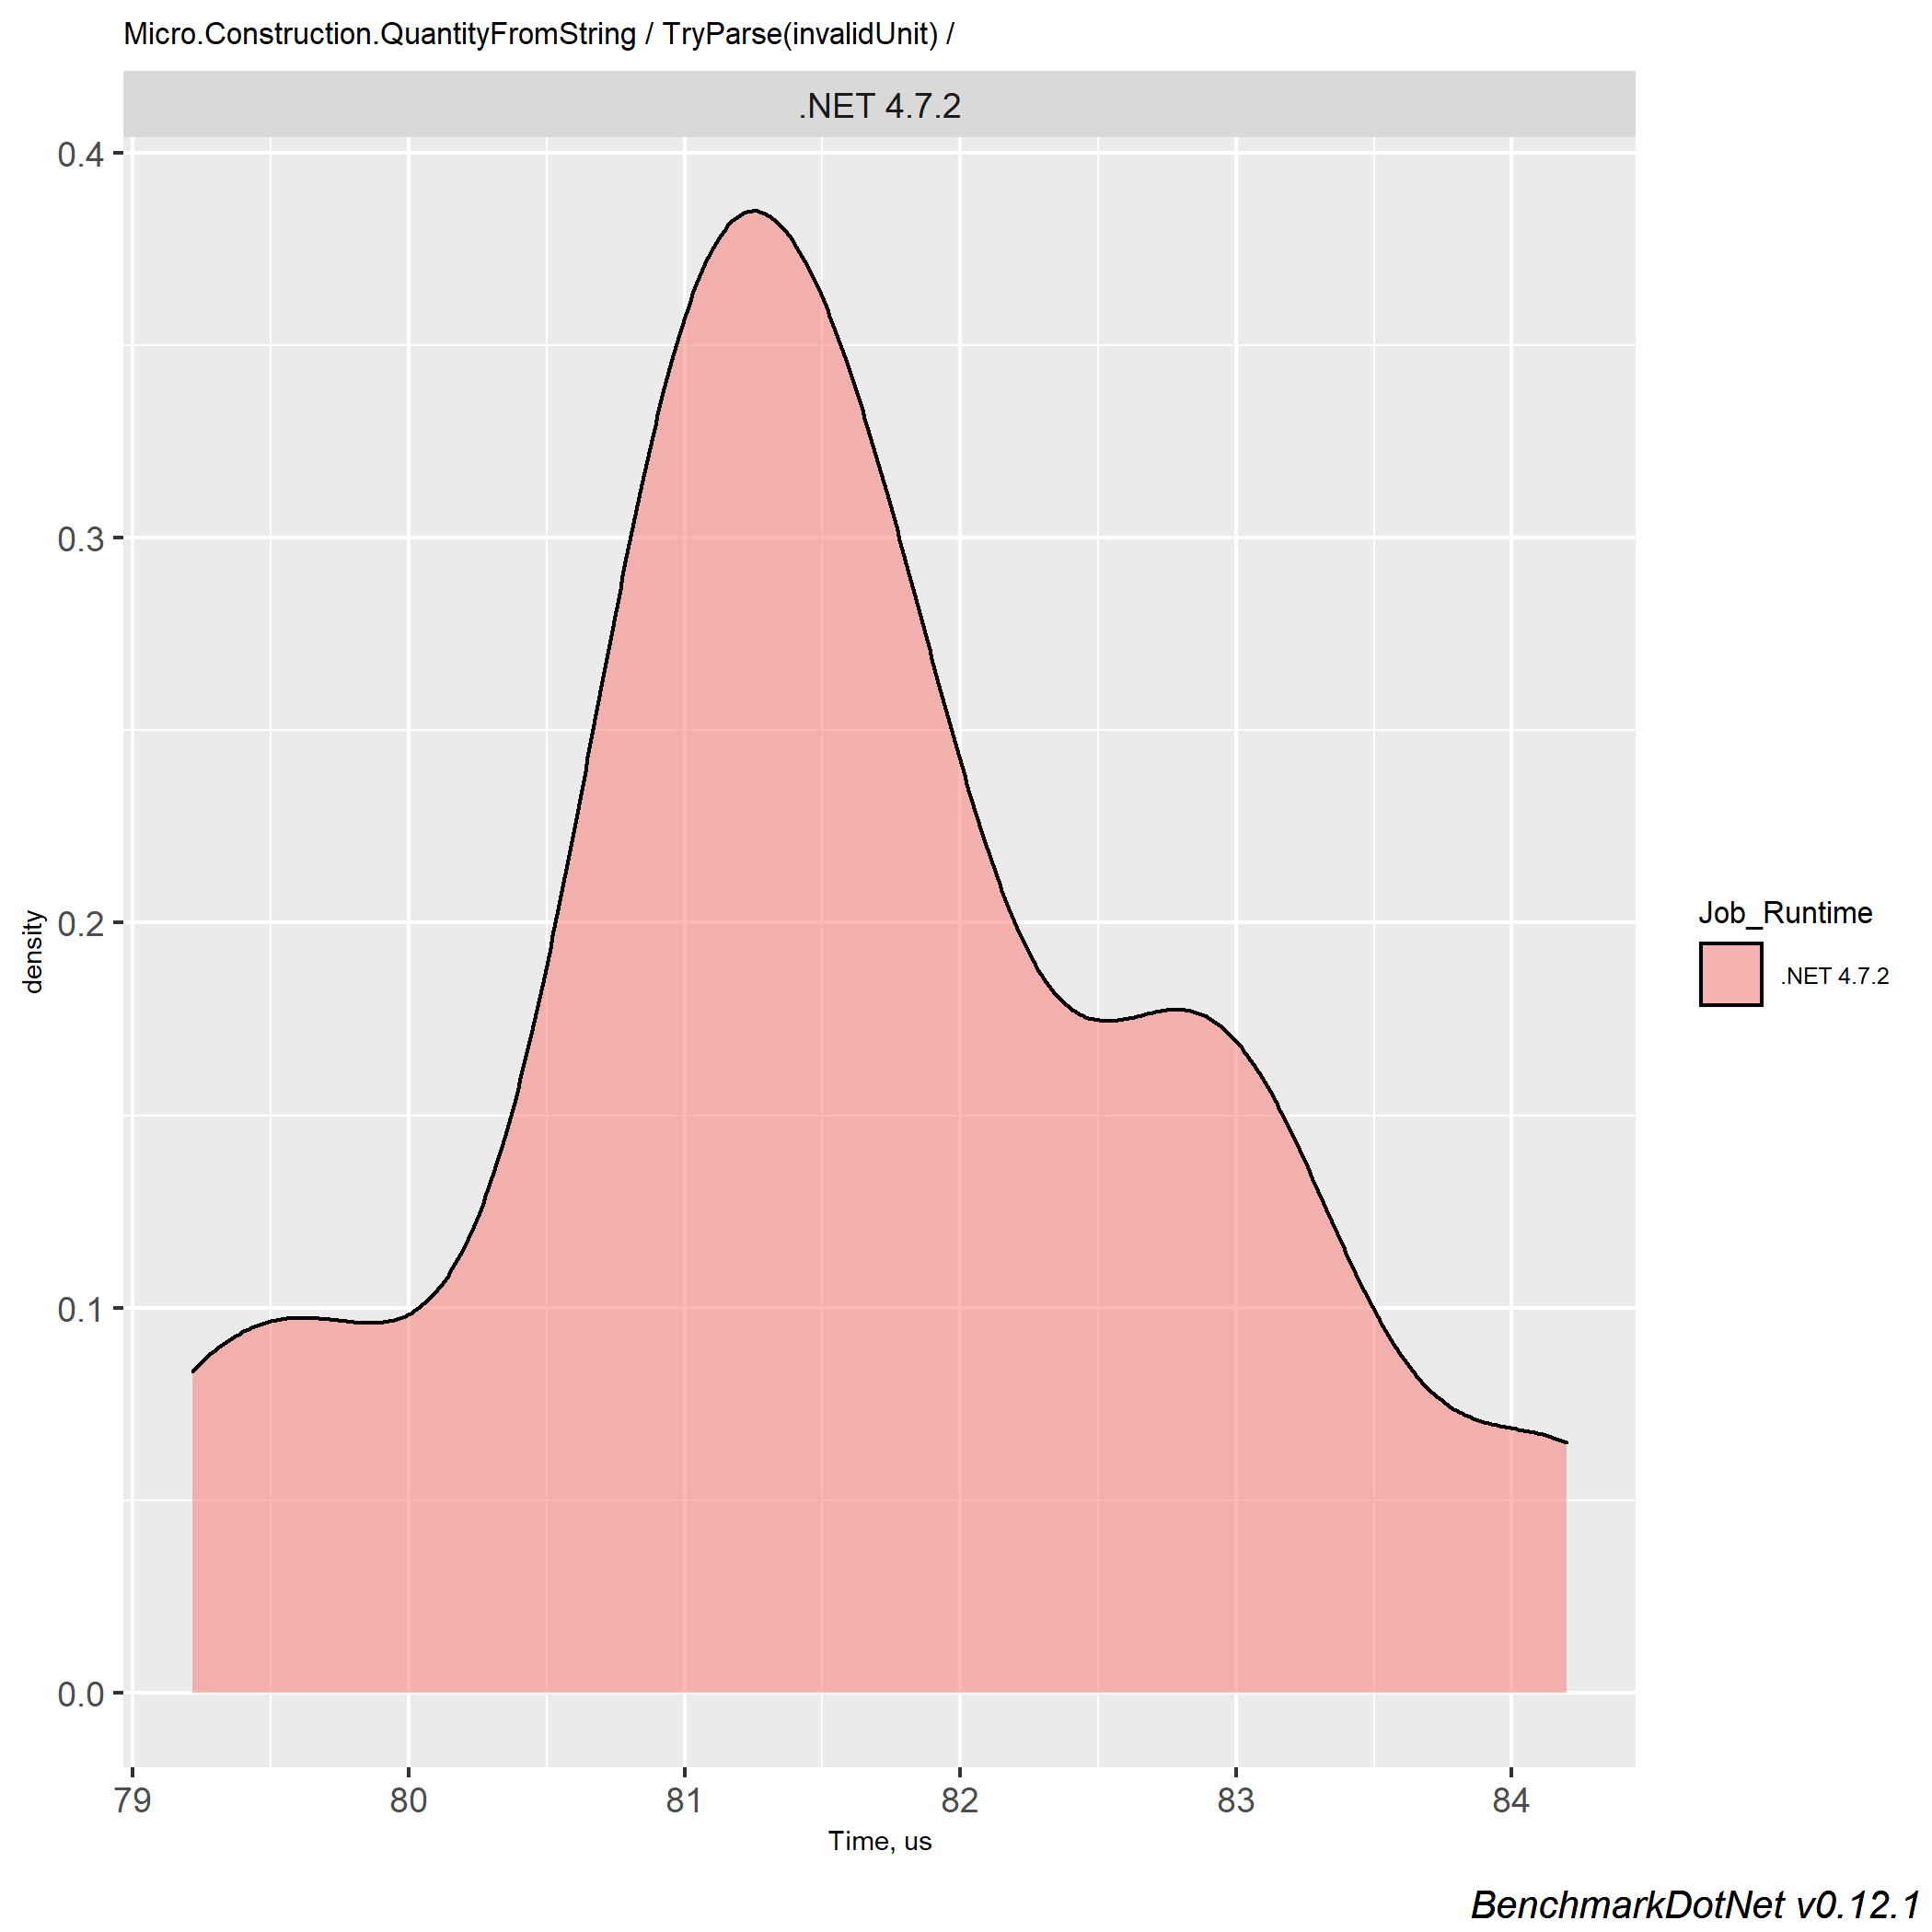 Micro.Construction.QuantityFromString / TryParse(invalidUnit) /
.NET 4.7.2
0.4
0.3
0.2
0.1
0.0
density
79 80 81 82 83 84
Time, us
Job_Runtime
.NET 4.7.2
BenchmarkDotNet v0.12.1